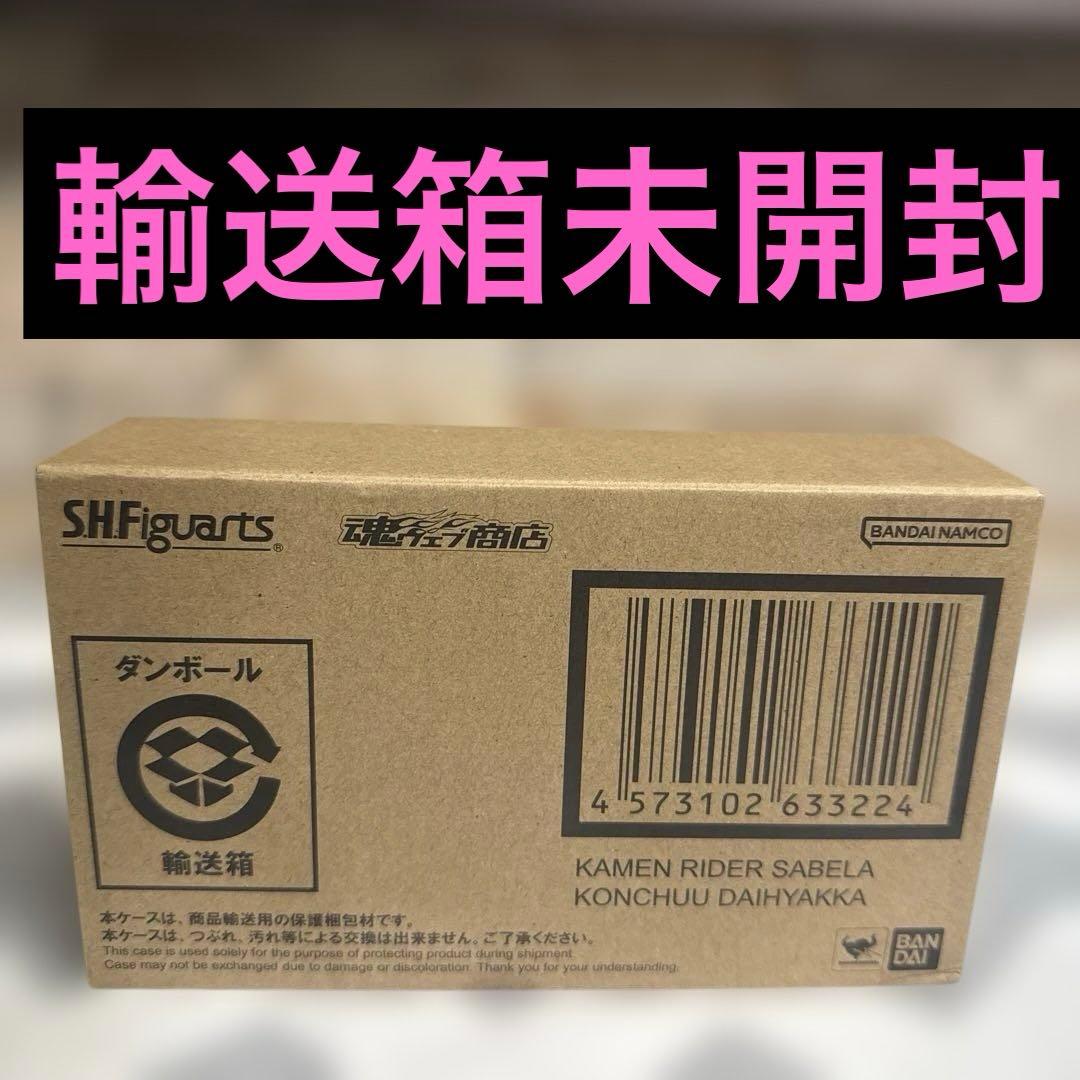 輸送箱未開封
S.H.Figuarts®
魂ウェブ商店
BANDAI NAMCO
ダンボール
輸送箱
4 573102 633224
KAMEN RIDER SABELA
KONCHUU DAIHYAKKA
本ケースは、商品輸送用の保護梱包材です。
本ケースは、つぶれ、汚れ等による交換は出来ません。ご了承ください。
This case is used solely for the purpose of protecting product during shipment.
Case may not be exchanged due to damage or discoloration. Thank you for your understanding.
BAN
DAI